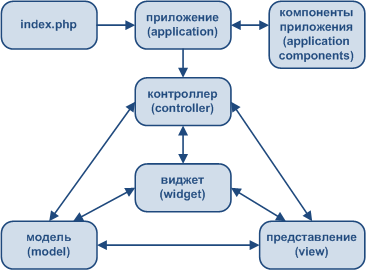 index.php
приложение
(application)
компоненты
приложения
(application
components)
контроллер
(controller)
виджет
(widget)
модель
(model)
представление
(view)